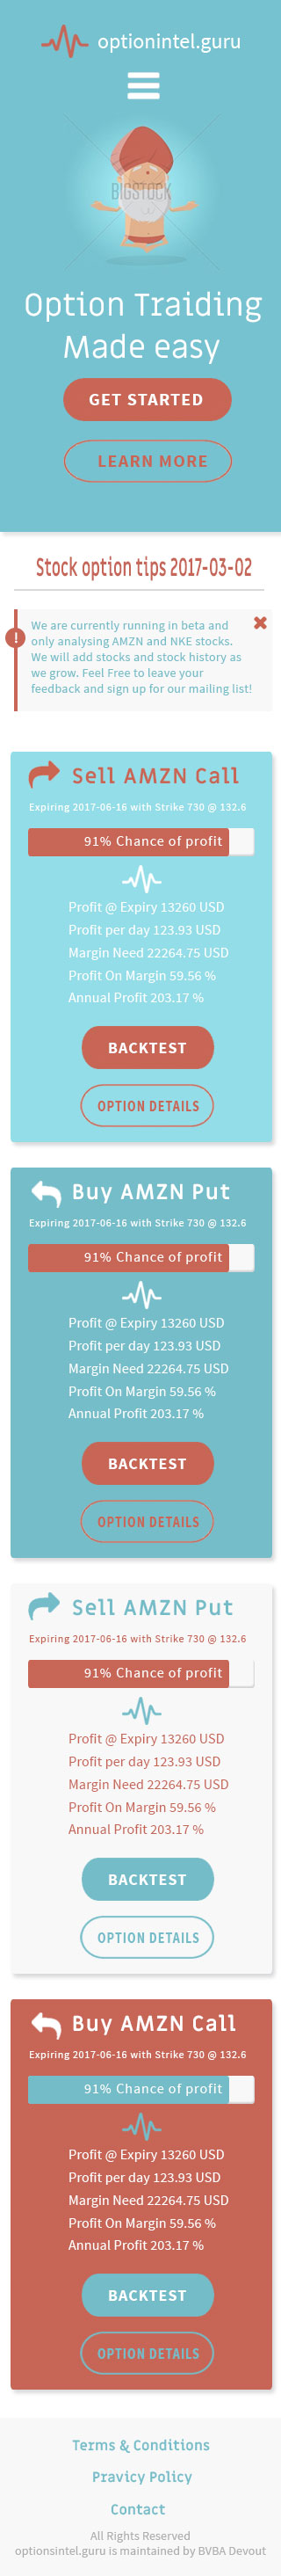 optionintel.guru
BIGSTOCK
Option Traiding
Made easy
GET STARTED
LEARN MORE
Stock option tips 2017-03-02
!
We are currently running in beta and
only analysing AMZN and NKE stocks.
We will add stocks and stock history as
we grow. Feel Free to leave your
feedback and sign up for our mailing list!
Sell AMZN Call
Expiring 2017-06-16 with Strike 730 @ 132.6
91% Chance of profit
Profit @ Expiry 13260 USD
Profit per day 123.93 USD
Margin Need 22264.75 USD
Profit On Margin 59.56 %
Annual Profit 203.17 %
BACKTEST
OPTION DETAILS
Buy AMZN Put
Expiring 2017-06-16 with Strike 730 @ 132.6
91% Chance of profit
Profit @ Expiry 13260 USD
Profit per day 123.93 USD
Margin Need 22264.75 USD
Profit On Margin 59.56 %
Annual Profit 203.17 %
BACKTEST
OPTION DETAILS
Sell AMZN Put
Expiring 2017-06-16 with Strike 730 @ 132.6
91% Chance of profit
Profit @ Expiry 13260 USD
Profit per day 123.93 USD
Margin Need 22264.75 USD
Profit On Margin 59.56 %
Annual Profit 203.17 %
BACKTEST
OPTION DETAILS
Buy AMZN Call
Expiring 2017-06-16 with Strike 730 @ 132.6
91% Chance of profit
Profit @ Expiry 13260 USD
Profit per day 123.93 USD
Margin Need 22264.75 USD
Profit On Margin 59.56 %
Annual Profit 203.17 %
BACKTEST
OPTION DETAILS
Terms & Conditions
Pravicy Policy
Contact
All Rights Reserved
optionsintel.guru is maintained by BVBA Devout